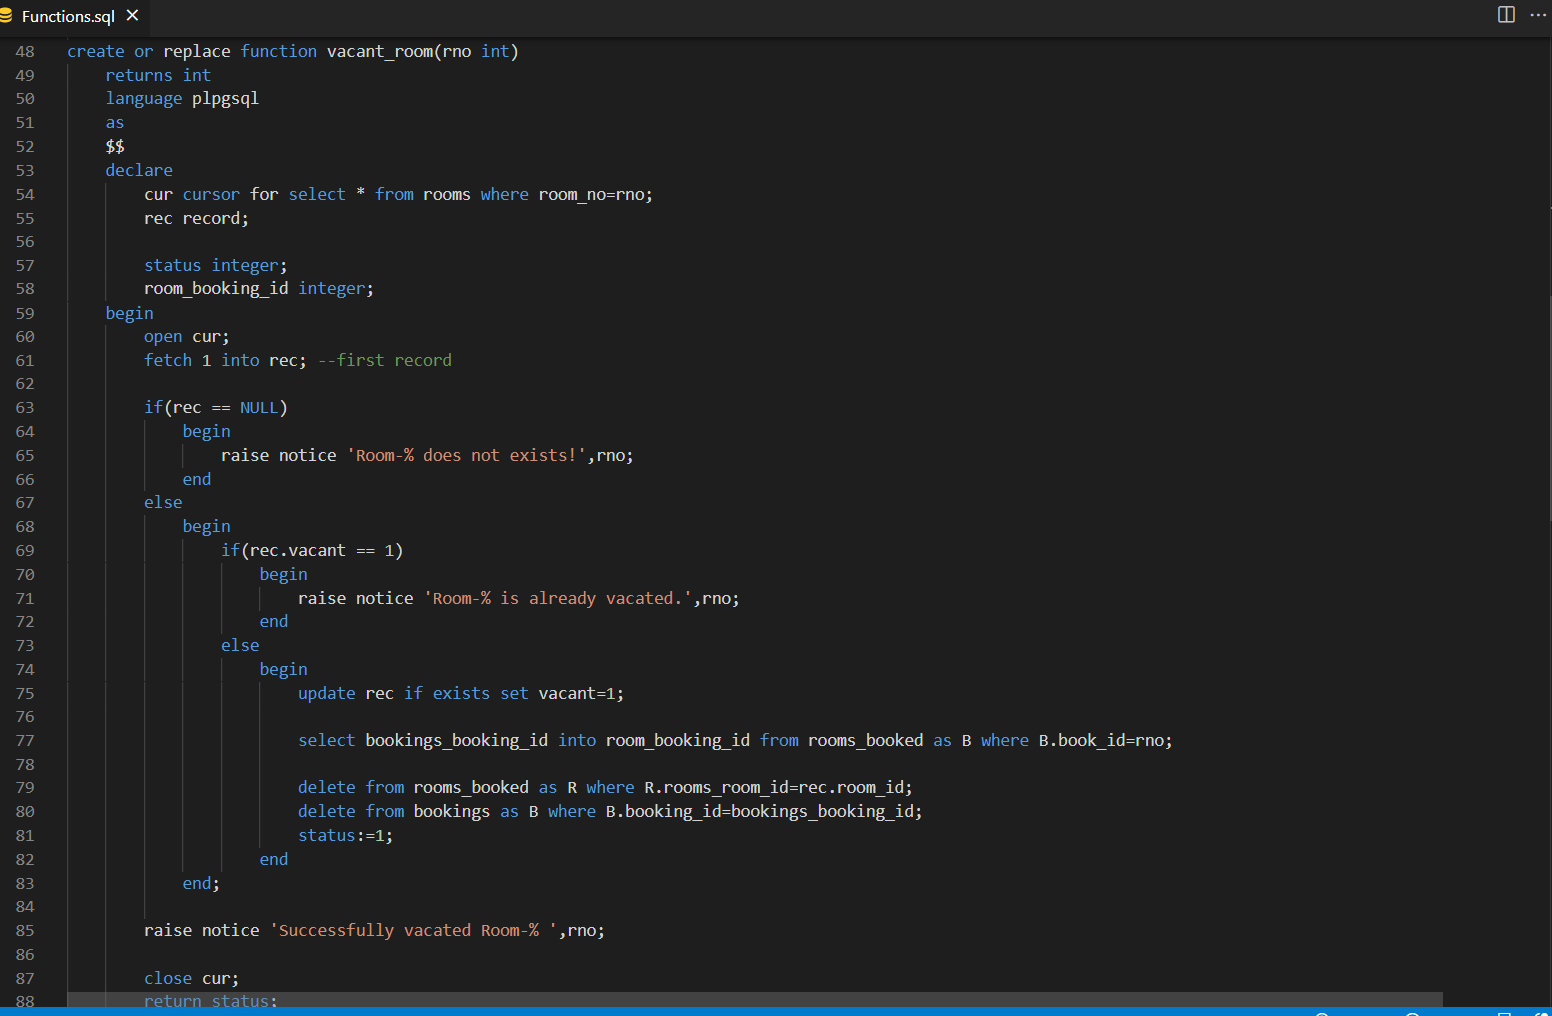 Functions.sql ×
48 create or replace function vacant_room(rno int)
49     returns int
50     language plpgsql
51     as
52     $$
53     declare
54         cur cursor for select * from rooms where room_no=rno;
55         rec record;
56
57         status integer;
58         room_booking_id integer;
59     begin
60         open cur;
61         fetch 1 into rec; --first record
62
63         if(rec == NULL)
64             begin
65                 raise notice 'Room-% does not exists!',rno;
66             end
67         else
68             begin
69                 if(rec.vacant == 1)
70                     begin
71                         raise notice 'Room-% is already vacated.',rno;
72                     end
73                 else
74                     begin
75                         update rec if exists set vacant=1;
76
77                         select bookings_booking_id into room_booking_id from rooms_booked as B where B.book_id=rno;
78
79                         delete from rooms_booked as R where R.rooms_room_id=rec.room_id;
80                         delete from bookings as B where B.booking_id=bookings_booking_id;
81                         status:=1;
82                     end
83             end;
84
85         raise notice 'Successfully vacated Room-% ',rno;
86
87         close cur;
88         return status;